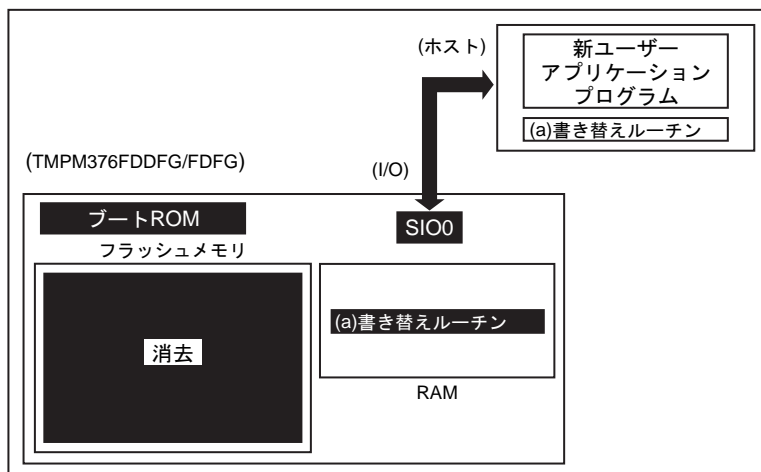 (ホスト)
新ユーザー
アプリケーション
プログラム
(a)書き替えルーチン
(TMPM376FDDFG/FDFG)
(I/O)
ブートROM
SIO0
フラッシュメモリ
(a)書き替えルーチン
消去
RAM